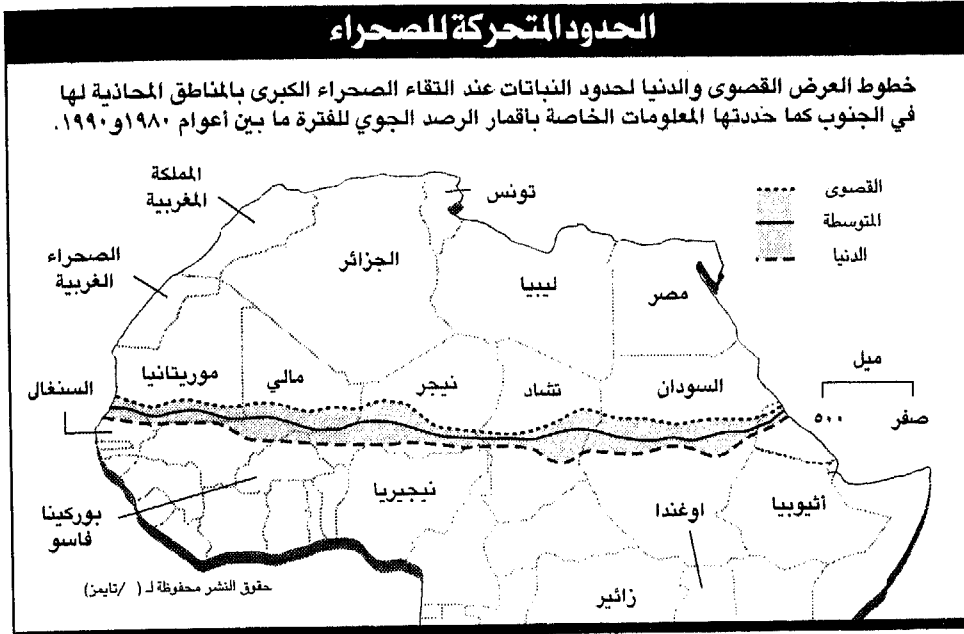 الحدود المتحركة للصحراء
خطوط العرض القصوى والدنيا لحدود النباتات عند التقاء الصحراء الكبرى بالمناطق المحاذية لها
في الجنوب كما حددتها المعلومات الخاصة بأقمار الرصد الجوي للفترة ما بين أعوام ١٩٨٠ و١٩٩٠.
القصوى
المتوسطة
الدنيا
المملكة
المغربية
تونس
الصحراء
الغربية
الجزائر
ليبيا
مصر
موريتانيا
مالي
نيجر
تشاد
السودان
السنغال
ميل
صفر
٥٠٠
بوركينا
فاسو
نيجيريا
اوغندا
أثيوبيا
زائير
حقوق النشر محفوظة لـ ( /تايمز)